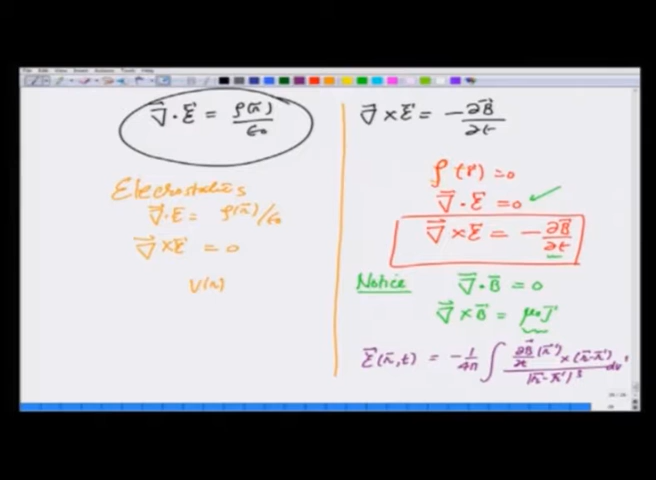 ∇⃗·E⃗ = ρ(r⃗)/ε₀
Electrostatics
∇⃗·E = ρ(r⃗)/ε₀
∇⃗×E⃗ = 0
V(r)
∇⃗×E⃗ = −∂B⃗/∂t
ρ(r) = 0
∇⃗·E⃗ = 0 ✓
∇⃗×E⃗ = −∂B⃗/∂t
Notice ∇⃗·B⃗ = 0
∇⃗×B⃗ = μ₀J⃗
E⃗(r⃗,t) = −1/4π ∫ ∂B⃗/∂t (r⃗')×(r⃗−r⃗')/|r⃗−r⃗'|³ dv'